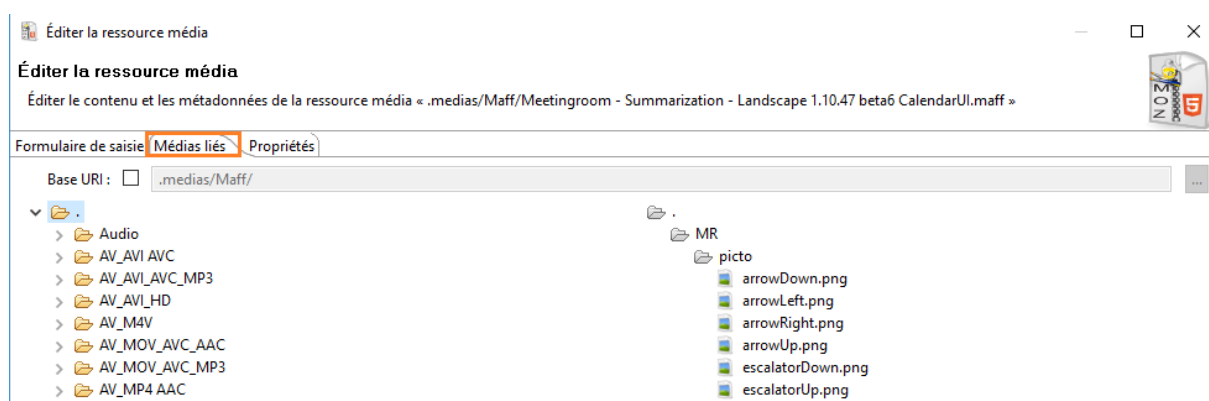 Éditer la ressource média
Éditer la ressource média
Éditer le contenu et les métadonnées de la ressource média « .medias/Maff/Meetingroom - Summarization - Landscape 1.10.47 beta6 CalendarUI.maff »
Formulaire de saisie Médias liés Propriétés
Base URI : .medias/Maff/ ...
. .
Audio MR
AV_AVI AVC picto
AV_AVI_AVC_MP3 arrowDown.png
AV_AVI_HD arrowLeft.png
AV_M4V arrowRight.png
AV_MOV_AVC_AAC arrowUp.png
AV_MOV_AVC_MP3 escalatorDown.png
AV_MP4 AAC escalatorUp.png